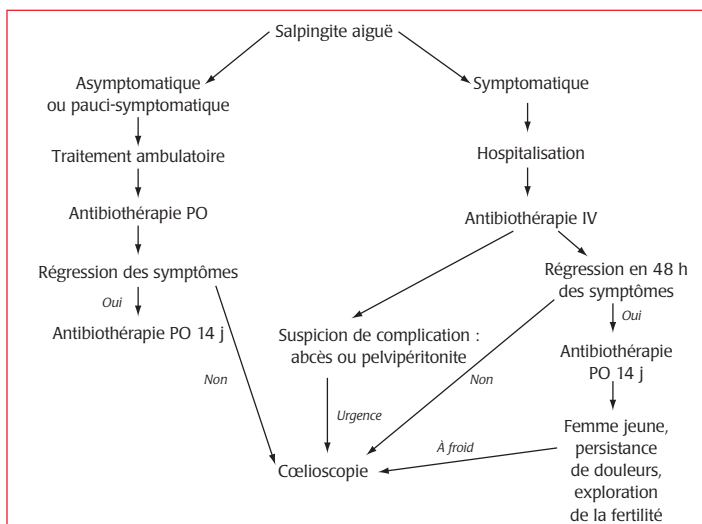 Salpingite aiguë
Asymptomatique
ou pauci-symptomatique
Symptomatique
Traitement ambulatoire
Hospitalisation
Antibiothérapie PO
Antibiothérapie IV
Régression des symptômes
Régression en 48 h
des symptômes
Oui
Oui
Antibiothérapie PO 14 j
Suspicion de complication :
abcès ou pelvipéritonite
Antibiothérapie
PO 14 j
Non
Non
Urgence
Femme jeune,
persistance
de douleurs,
exploration
de la fertilité
À froid
Cœlioscopie